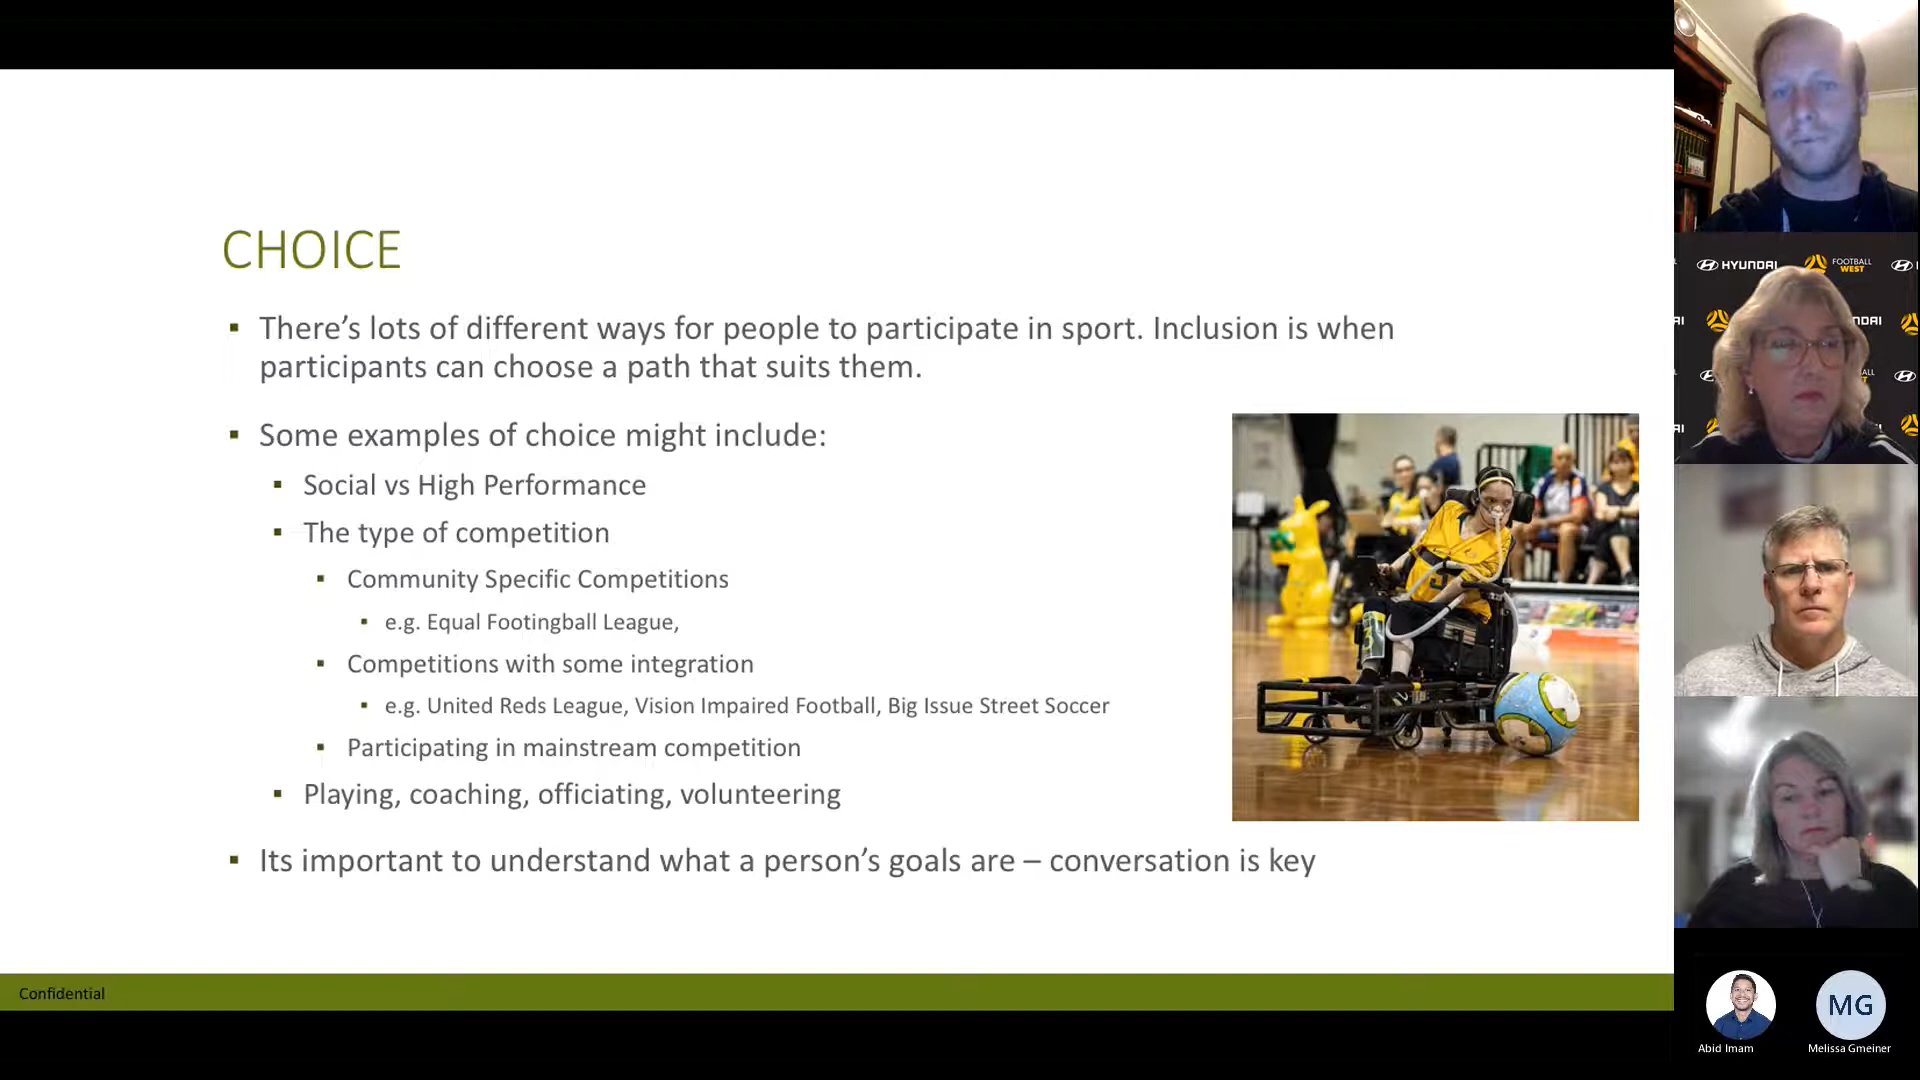 CHOICE
There’s lots of different ways for people to participate in sport. Inclusion is when
participants can choose a path that suits them.
Some examples of choice might include:
Social vs High Performance
The type of competition
Community Specific Competitions
e.g. Equal Footingball League,
Competitions with some integration
e.g. United Reds League, Vision Impaired Football, Big Issue Street Soccer
Participating in mainstream competition
Playing, coaching, officiating, volunteering
Its important to understand what a person’s goals are – conversation is key
Confidential
HYUNDAI
FOOTBALL
WEST
MG
Abid Imam
Melissa Gmeiner